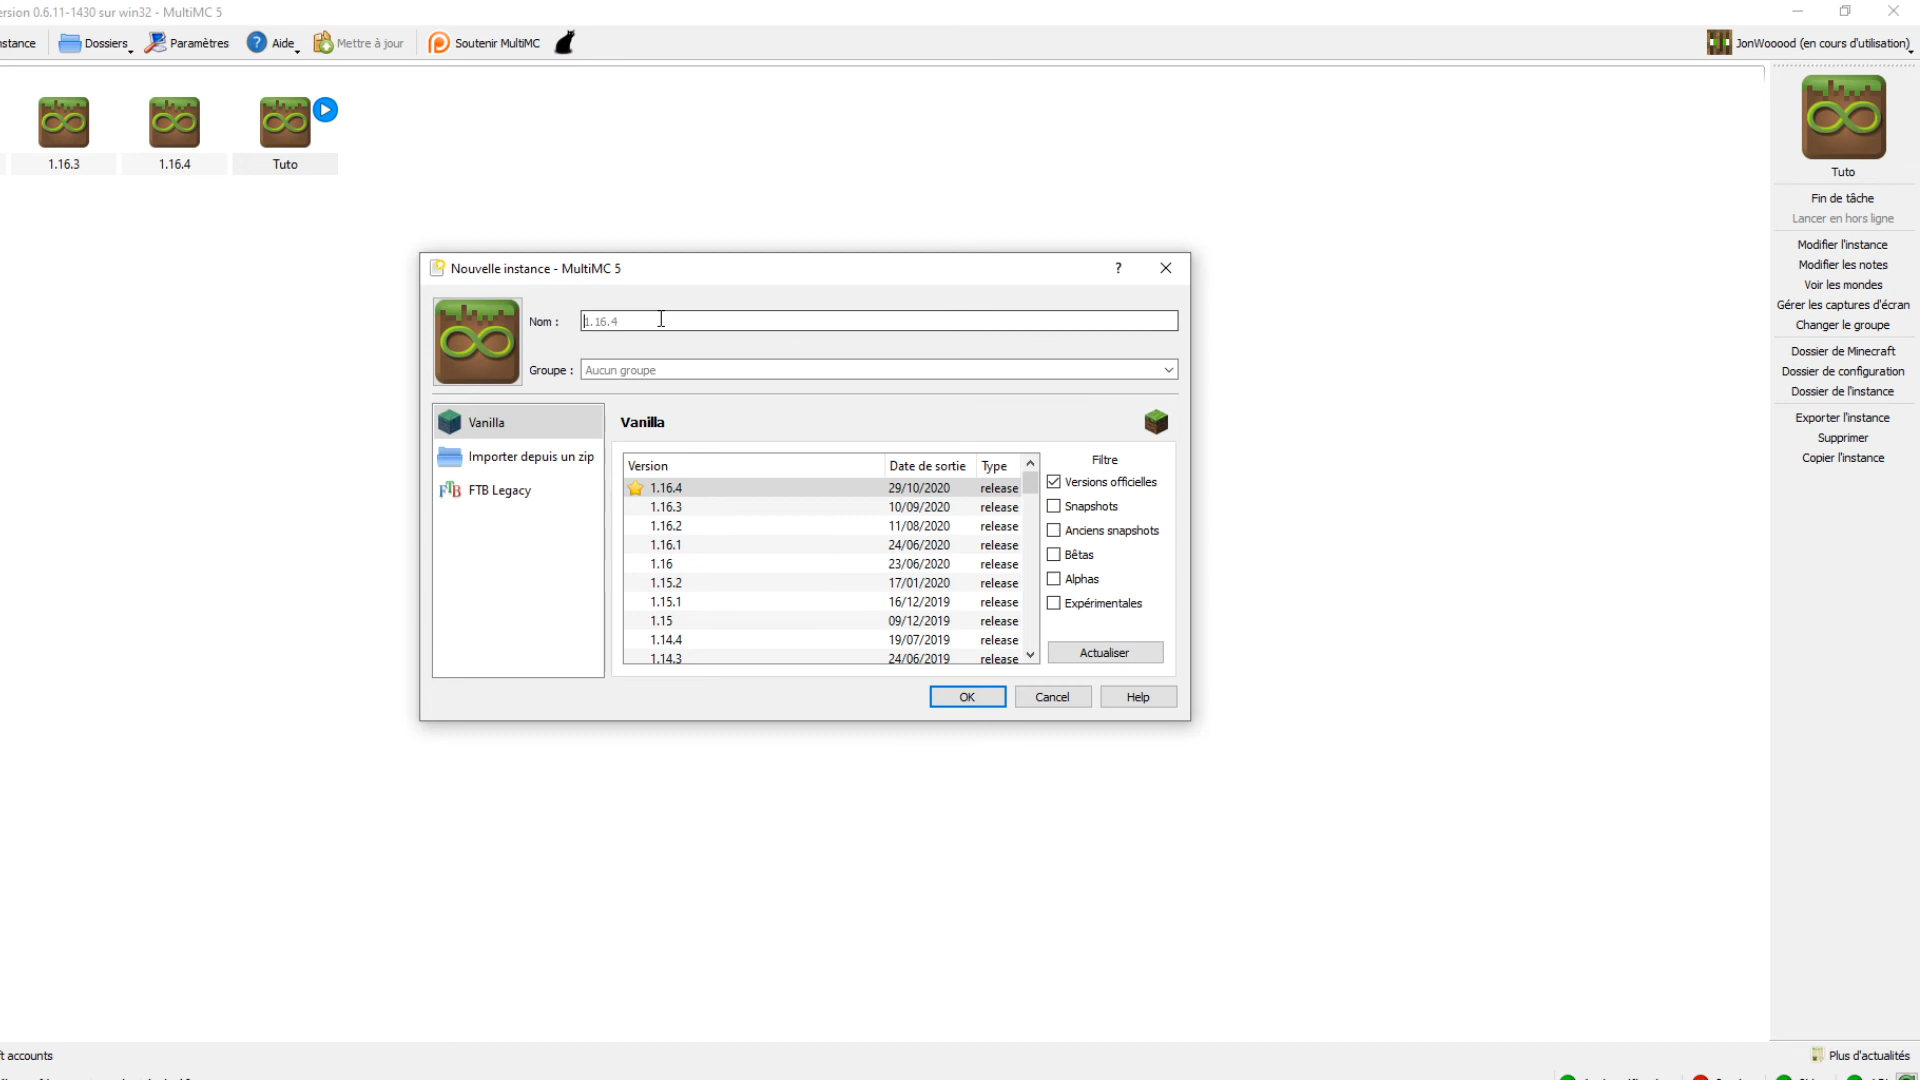 ersion 0.6.11-1430 sur win32 - MultiMC 5
nstance Dossiers Paramètres Aide Mettre à jour Soutenir MultiMC JonWooood (en cours d'utilisation)
1.16.3 1.16.4 Tuto
Tuto
Fin de tâche
Lancer en hors ligne
Modifier l'instance
Modifier les notes
Voir les mondes
Gérer les captures d'écran
Changer le groupe
Dossier de Minecraft
Dossier de configuration
Dossier de l'instance
Exporter l'instance
Supprimer
Copier l'instance
Nouvelle instance - MultiMC 5 ?
Nom : 1.16.4
Groupe : Aucun groupe
Vanilla
Importer depuis un zip
FTB FTB Legacy
Vanilla
Version Date de sortie Type
1.16.4 29/10/2020 release
1.16.3 10/09/2020 release
1.16.2 11/08/2020 release
1.16.1 24/06/2020 release
1.16 23/06/2020 release
1.15.2 17/01/2020 release
1.15.1 16/12/2019 release
1.15 09/12/2019 release
1.14.4 19/07/2019 release
1.14.3 24/06/2019 release
Filtre
Versions officielles
Snapshots
Anciens snapshots
Bêtas
Alphas
Expérimentales
Actualiser
OK Cancel Help
t accounts Plus d'actualités